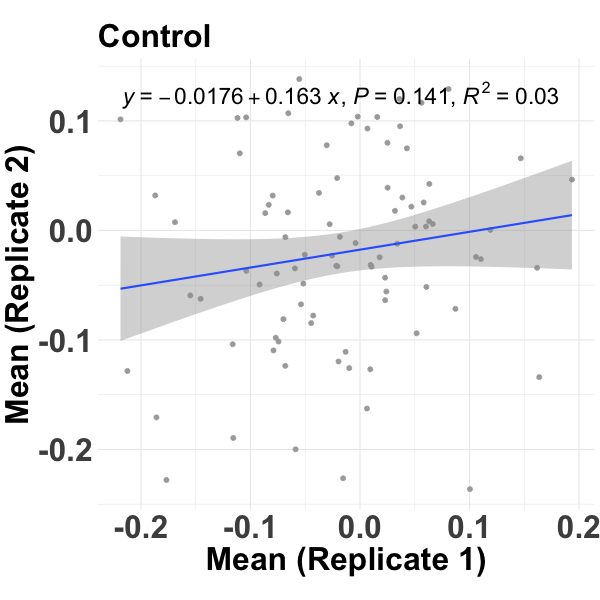 Control
y = −0.0176 + 0.163 x, P = 0.141, R² = 0.03
0.1
0.0
-0.1
-0.2
Mean (Replicate 2)
-0.2 -0.1 0.0 0.1 0.2
Mean (Replicate 1)